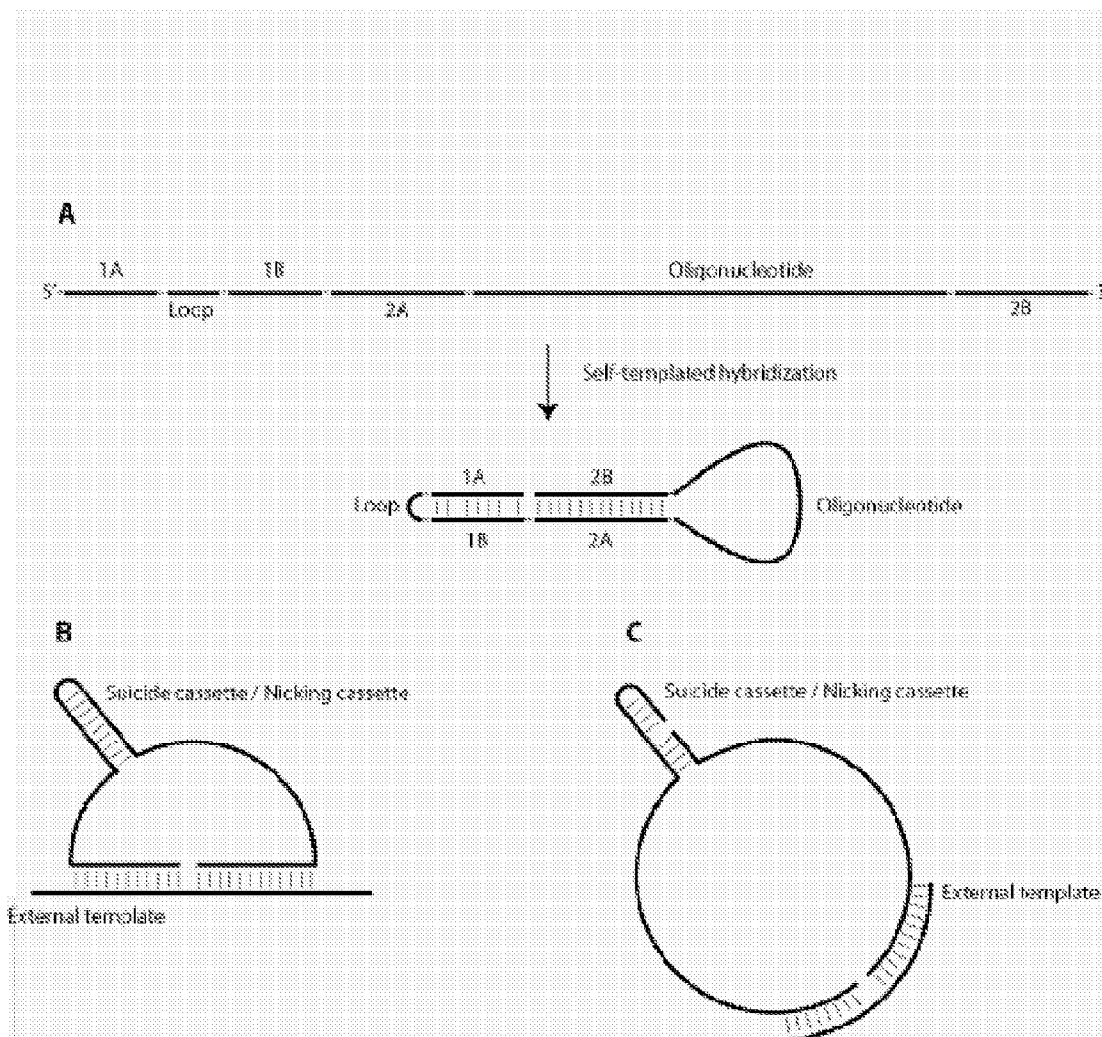 A
1A
1B
Oligonucleotide
5'
3'
Loop
2A
2B
Self-templated hybridization
1A
2B
Loop
Oligonucleotide
1B
2A
B
C
Suicide cassette / Nicking cassette
Suicide cassette / Nicking cassette
External template
External template